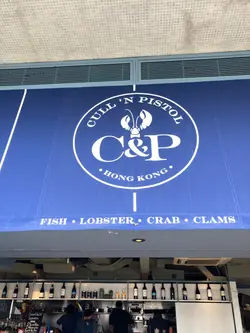 CULL 'N PISTOL
C&P
• HONG KONG •
FISH • LOBSTER • CRAB • CLAMS